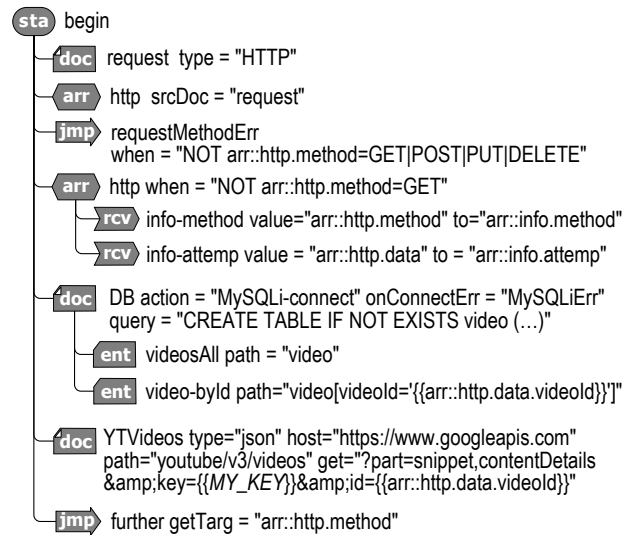 sta begin
doc request type = "HTTP"
arr http srcDoc = "request"
jmp requestMethodErr
when = "NOT arr::http.method=GET|POST|PUT|DELETE"
arr http when = "NOT arr::http.method=GET"
rcv info-method value="arr::http.method" to="arr::info.method"
rcv info-attemp value = "arr::http.data" to = "arr::info.attemp"
doc DB action = "MySQLi-connect" onConnectErr = "MySQLiErr"
query = "CREATE TABLE IF NOT EXISTS video (…)"
ent videosAll path = "video"
ent video-byId path="video[videoId='{{arr::http.data.videoId}}']"
doc YTVideos type="json" host="https://www.googleapis.com"
path="youtube/v3/videos" get="?part=snippet,contentDetails
&amp;key={{MY_KEY}}&amp;id={{arr::http.data.videoId}}"
jmp further getTarg = "arr::http.method"